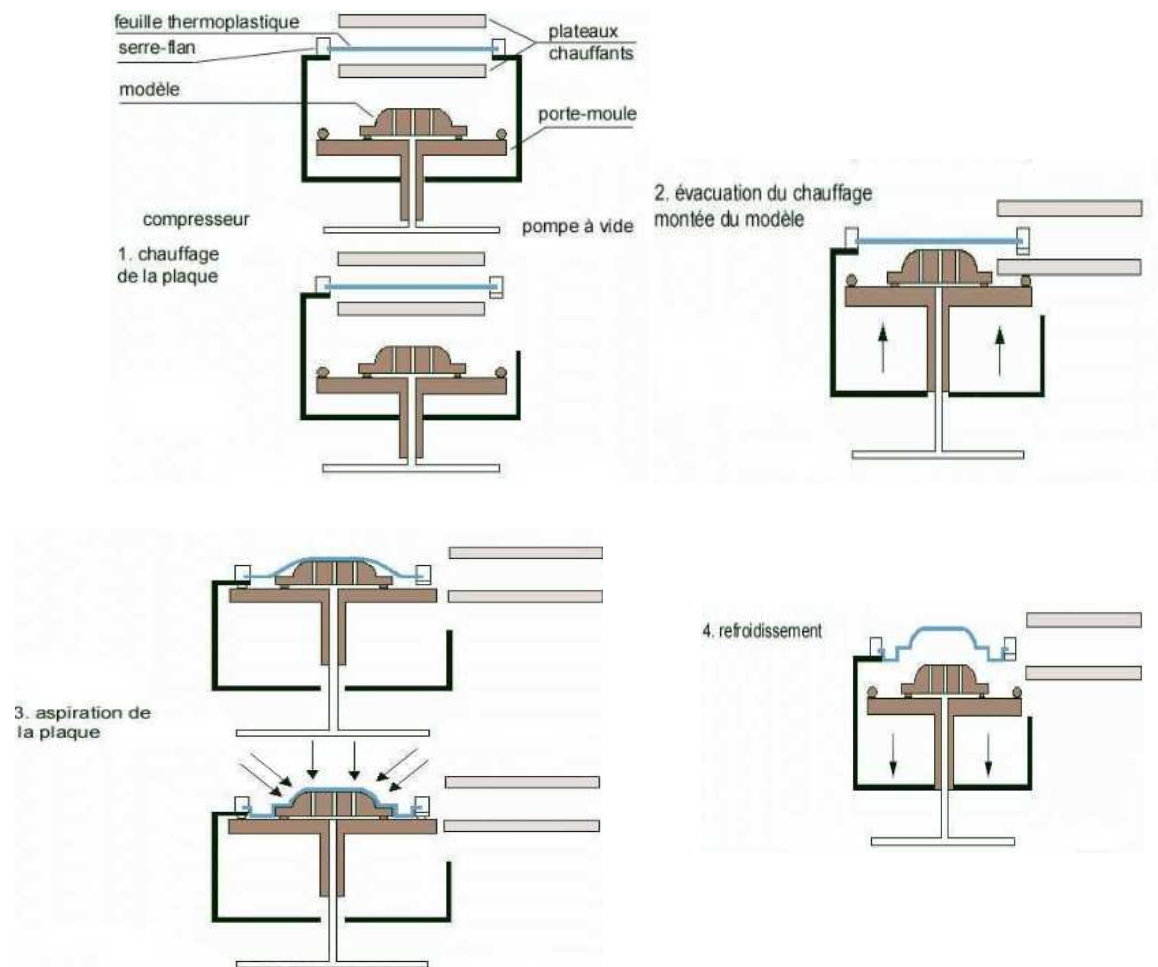 feuille thermoplastique
serre-flan
plateaux
chauffants
modèle
porte-moule
compresseur
pompe à vide
1. chauffage
de la plaque
2. évacuation du chauffage
montée du modèle
3. aspiration de
la plaque
4. refroidissement